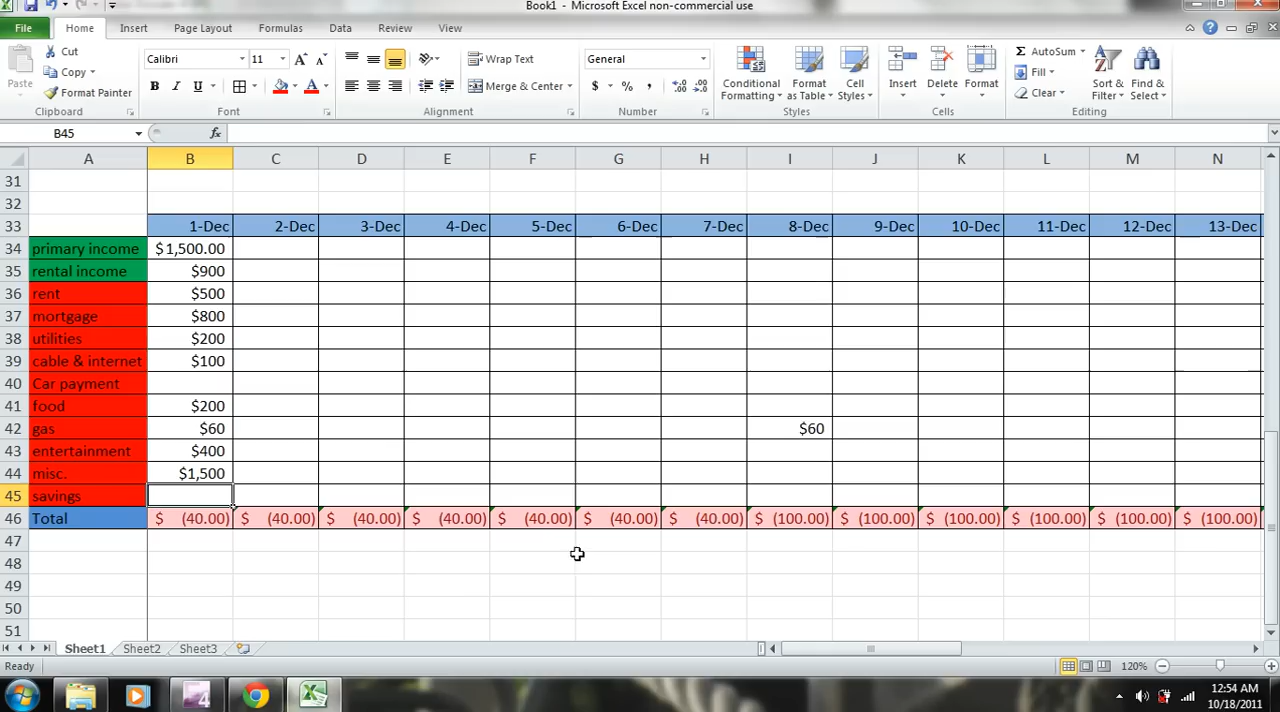 Book1 - Microsoft Excel non-commercial use
File Home Insert Page Layout Formulas Data Review View
Cut
Copy
Format Painter
Paste
Clipboard
Calibri 11
B I U
Font
Wrap Text
Merge & Center
Alignment
General
$ % ,
Number
Conditional Formatting
Format as Table
Cell Styles
Styles
Insert Delete Format
Cells
Σ AutoSum
Fill
Clear
Sort & Filter
Find & Select
Editing
B45 fx
A B C D E F G H I J K L M N
31
32
33 1-Dec 2-Dec 3-Dec 4-Dec 5-Dec 6-Dec 7-Dec 8-Dec 9-Dec 10-Dec 11-Dec 12-Dec 13-Dec
34 primary income $1,500.00
35 rental income $900
36 rent $500
37 mortgage $800
38 utilities $200
39 cable & internet $100
40 Car payment
41 food $200
42 gas $60 $60
43 entertainment $400
44 misc. $1,500
45 savings
46 Total $ (40.00) $ (40.00) $ (40.00) $ (40.00) $ (40.00) $ (40.00) $ (40.00) $ (100.00) $ (100.00) $ (100.00) $ (100.00) $ (100.00) $ (100.00)
47
48
49
50
51
Sheet1 Sheet2 Sheet3
Ready 120%
12:54 AM
10/18/2011